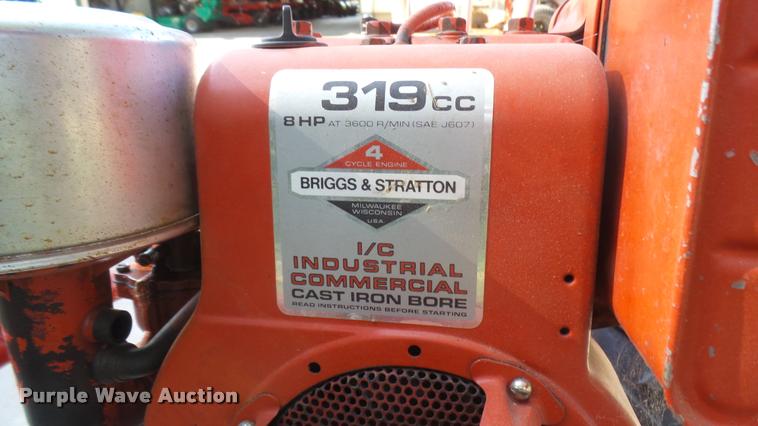 319cc
8 HP AT 3600 R/MIN (SAE J607)
4
CYCLE ENGINE
BRIGGS & STRATTON
MILWAUKEE
WISCONSIN
USA
I/C
INDUSTRIAL
COMMERCIAL
CAST IRON BORE
READ INSTRUCTIONS BEFORE STARTING
Purple Wave Auction